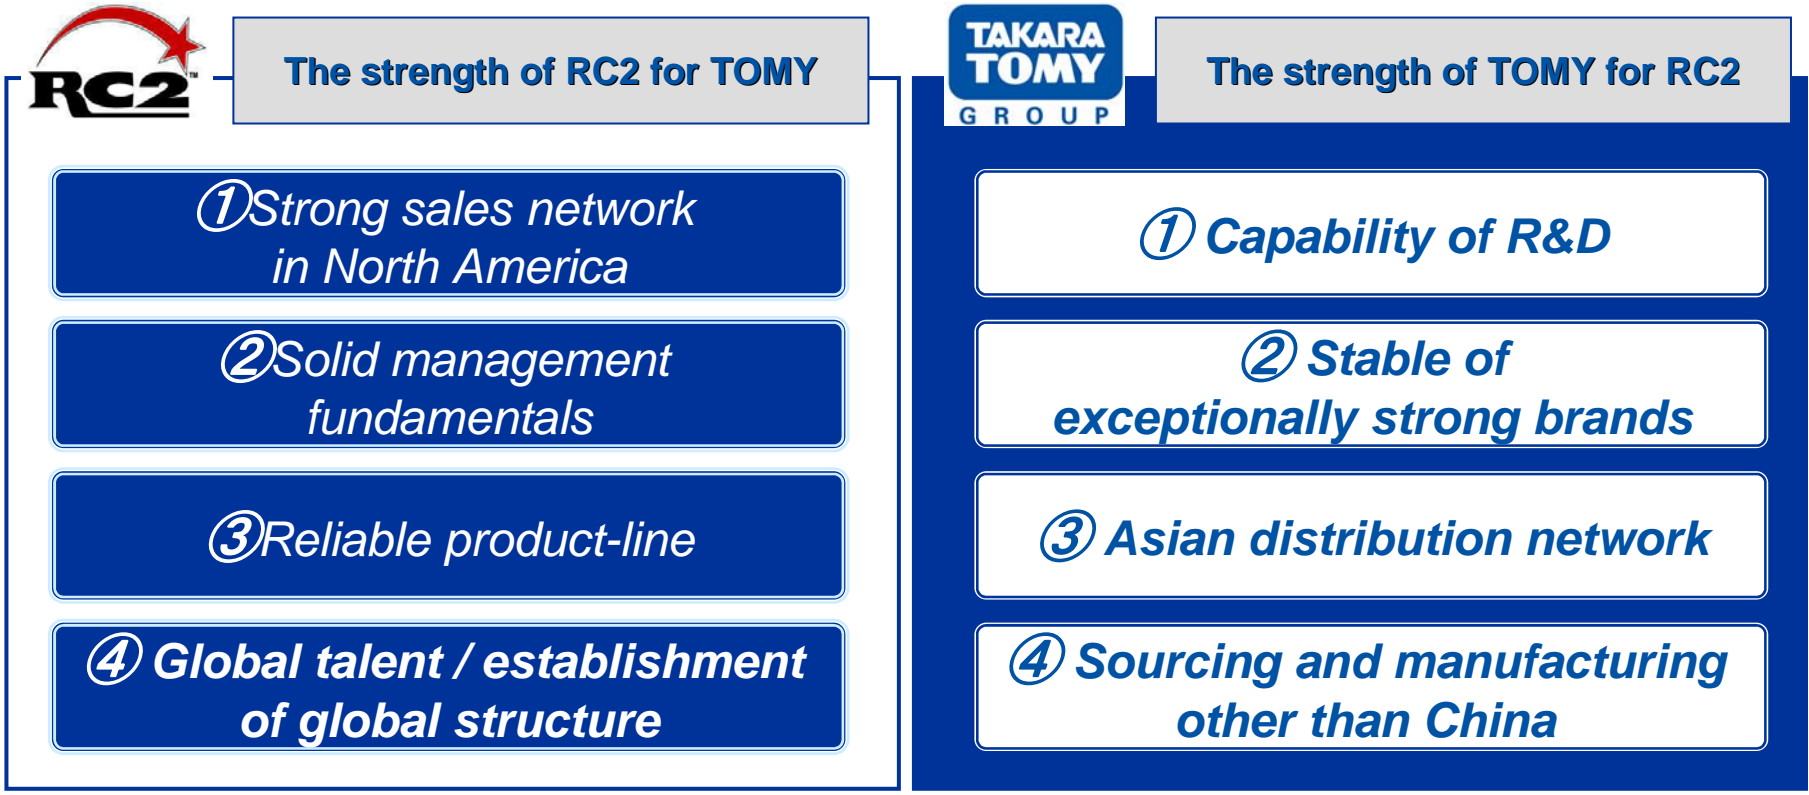 RC2™
The strength of RC2 for TOMY
①Strong sales network
in North America
②Solid management
fundamentals
③Reliable product-line
④ Global talent / establishment
of global structure
TAKARA
TOMY
GROUP
The strength of TOMY for RC2
① Capability of R&D
② Stable of
exceptionally strong brands
③ Asian distribution network
④ Sourcing and manufacturing
other than China